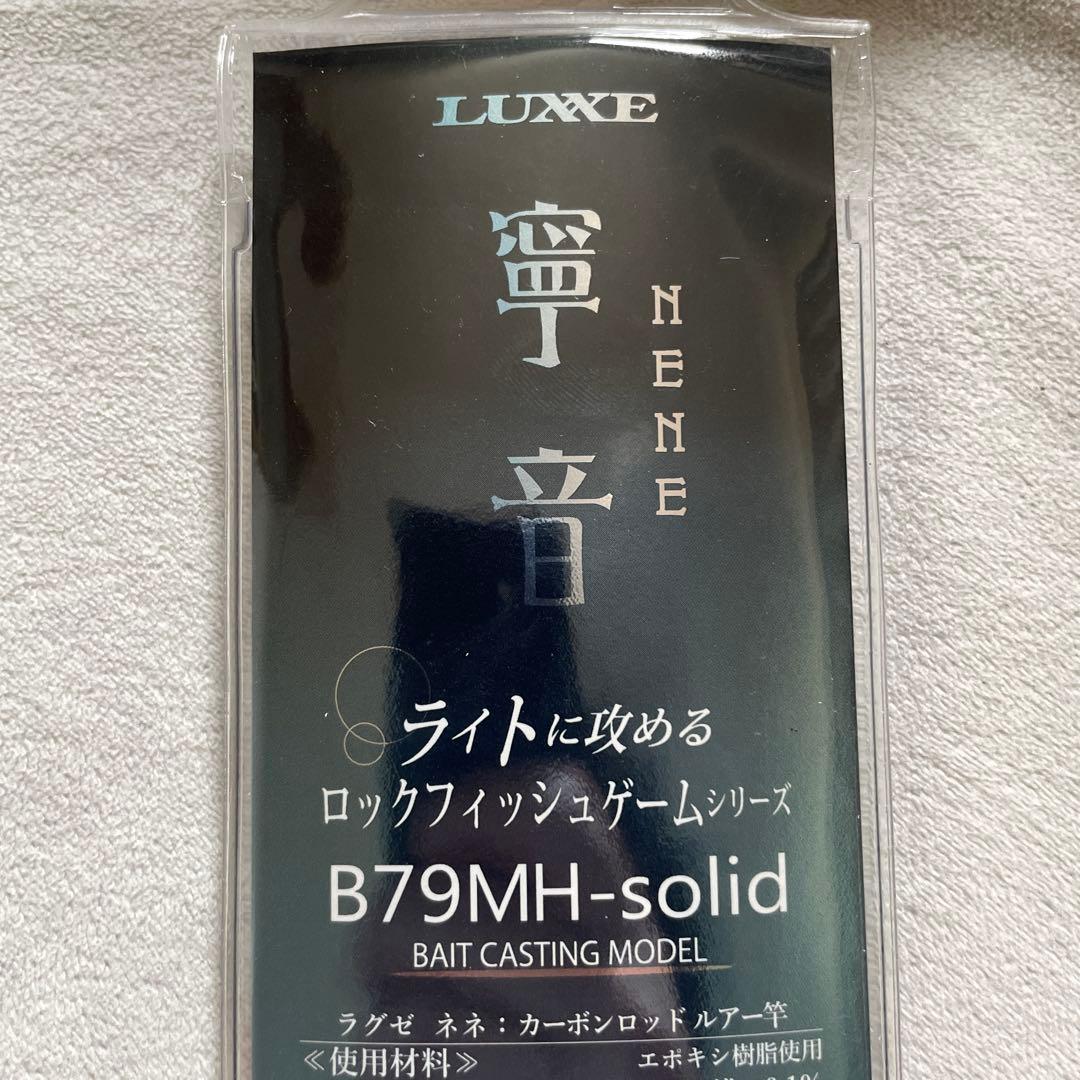 LUXXE
寧音
NENE
ライトに攻める
ロックフィッシュゲームシリーズ
B79MH-solid
BAIT CASTING MODEL
ラグゼ ネネ：カーボンロッド ルアー竿
≪使用材料≫ エポキシ樹脂使用